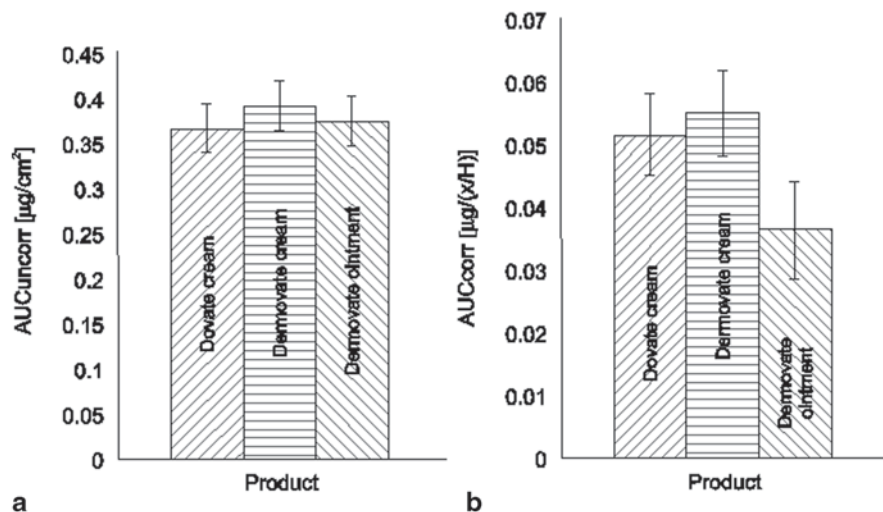 AUCuncorr [µg/cm²]
0.45
0.4
0.35
0.3
0.25
0.2
0.15
0.1
0.05
0
Dovate cream
Dermovate cream
Dermovate ointment
Product
a
AUCcorr [µg/(x/H)]
0.07
0.06
0.05
0.04
0.03
0.02
0.01
0
Dovate cream
Dermovate cream
Dermovate
ointment
Product
b